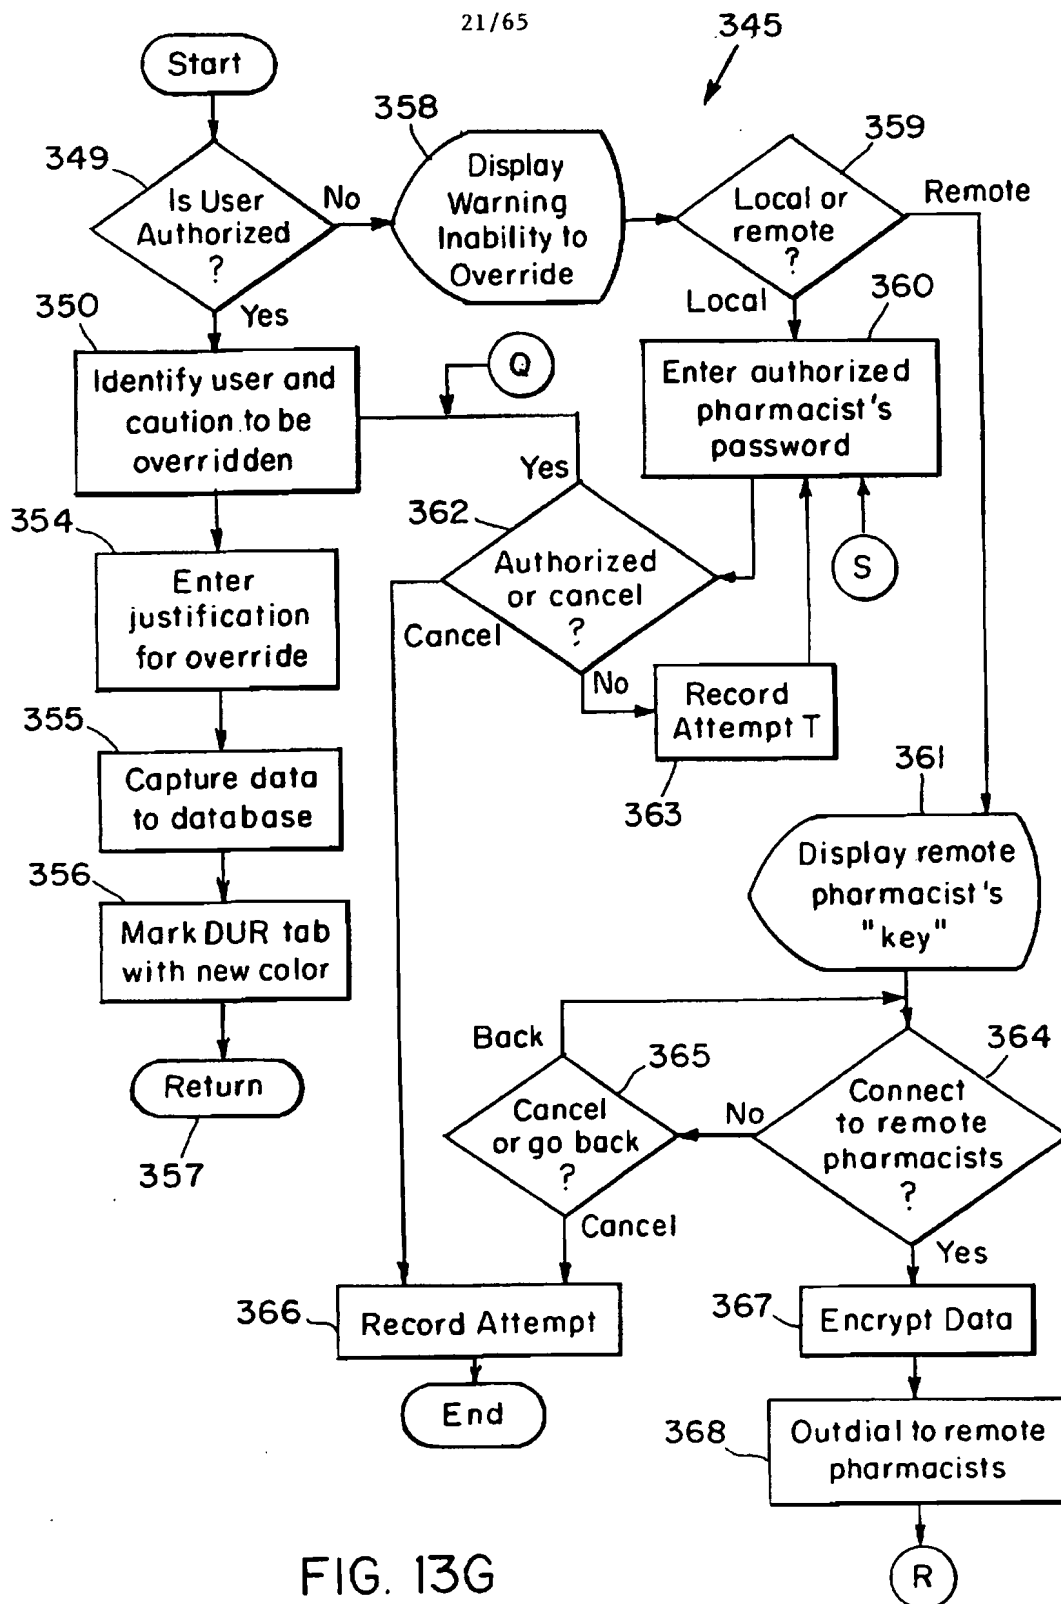 21/65
345
Start
358
359
349
Is User
Authorized
?
No
Display
Warning
Inability to
Override
Local or
remote
?
Remote
Local
360
350
Yes
Identify user and
caution to be
overridden
Q
Enter authorized
pharmacist's
password
Yes
362
Authorized
or cancel
?
Cancel
No
S
354
Enter
justification
for override
Record
Attempt T
363
355
Capture data
to database
361
Display remote
pharmacist's
"key"
356
Mark DUR tab
with new color
Return
357
Back
365
Cancel
or go back
?
Cancel
No
364
Connect
to remote
pharmacists
?
Yes
366
Record Attempt
End
367
Encrypt Data
368
Outdial to remote
pharmacists
R
FIG. 13G